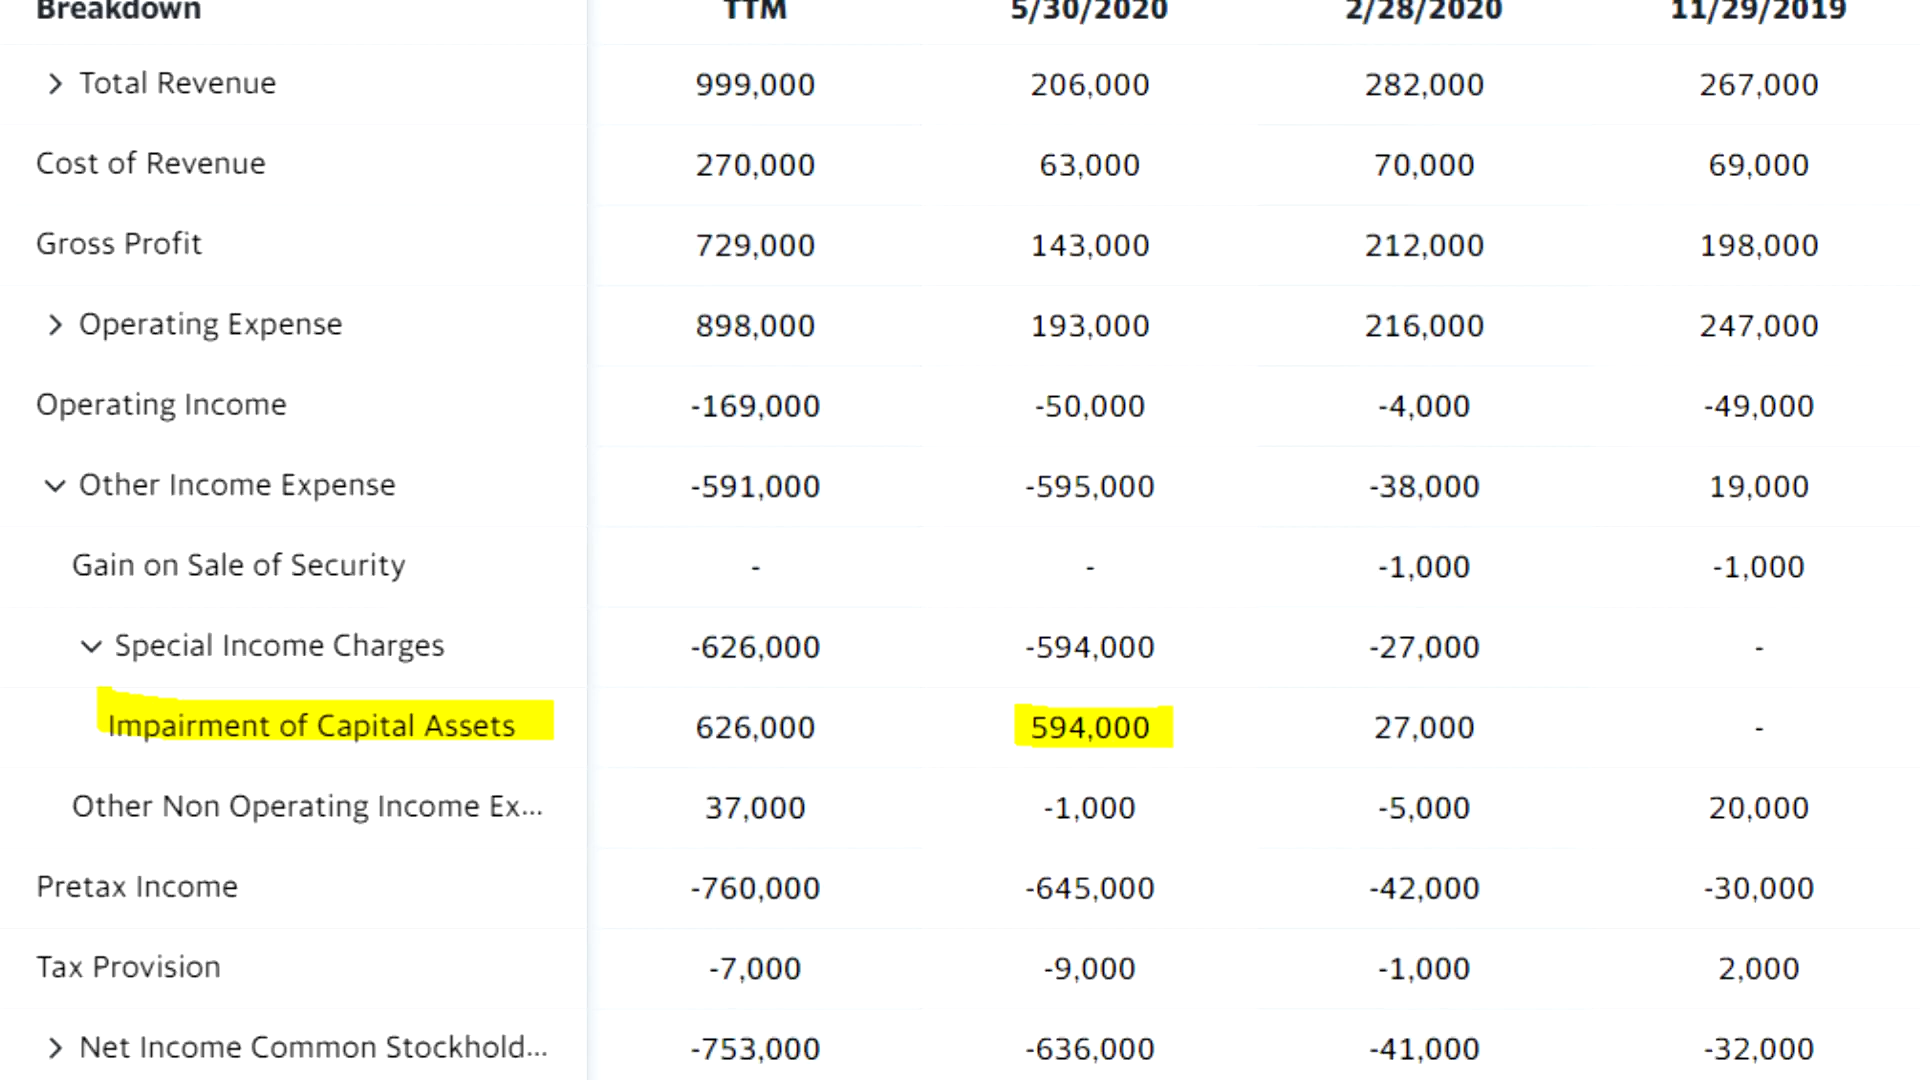 Breakdown TTM 5/30/2020 2/28/2020 11/29/2019
Total Revenue 999,000 206,000 282,000 267,000
Cost of Revenue 270,000 63,000 70,000 69,000
Gross Profit 729,000 143,000 212,000 198,000
Operating Expense 898,000 193,000 216,000 247,000
Operating Income -169,000 -50,000 -4,000 -49,000
Other Income Expense -591,000 -595,000 -38,000 19,000
Gain on Sale of Security - - -1,000 -1,000
Special Income Charges -626,000 -594,000 -27,000 -
Impairment of Capital Assets 626,000 594,000 27,000 -
Other Non Operating Income Ex... 37,000 -1,000 -5,000 20,000
Pretax Income -760,000 -645,000 -42,000 -30,000
Tax Provision -7,000 -9,000 -1,000 2,000
Net Income Common Stockhold... -753,000 -636,000 -41,000 -32,000